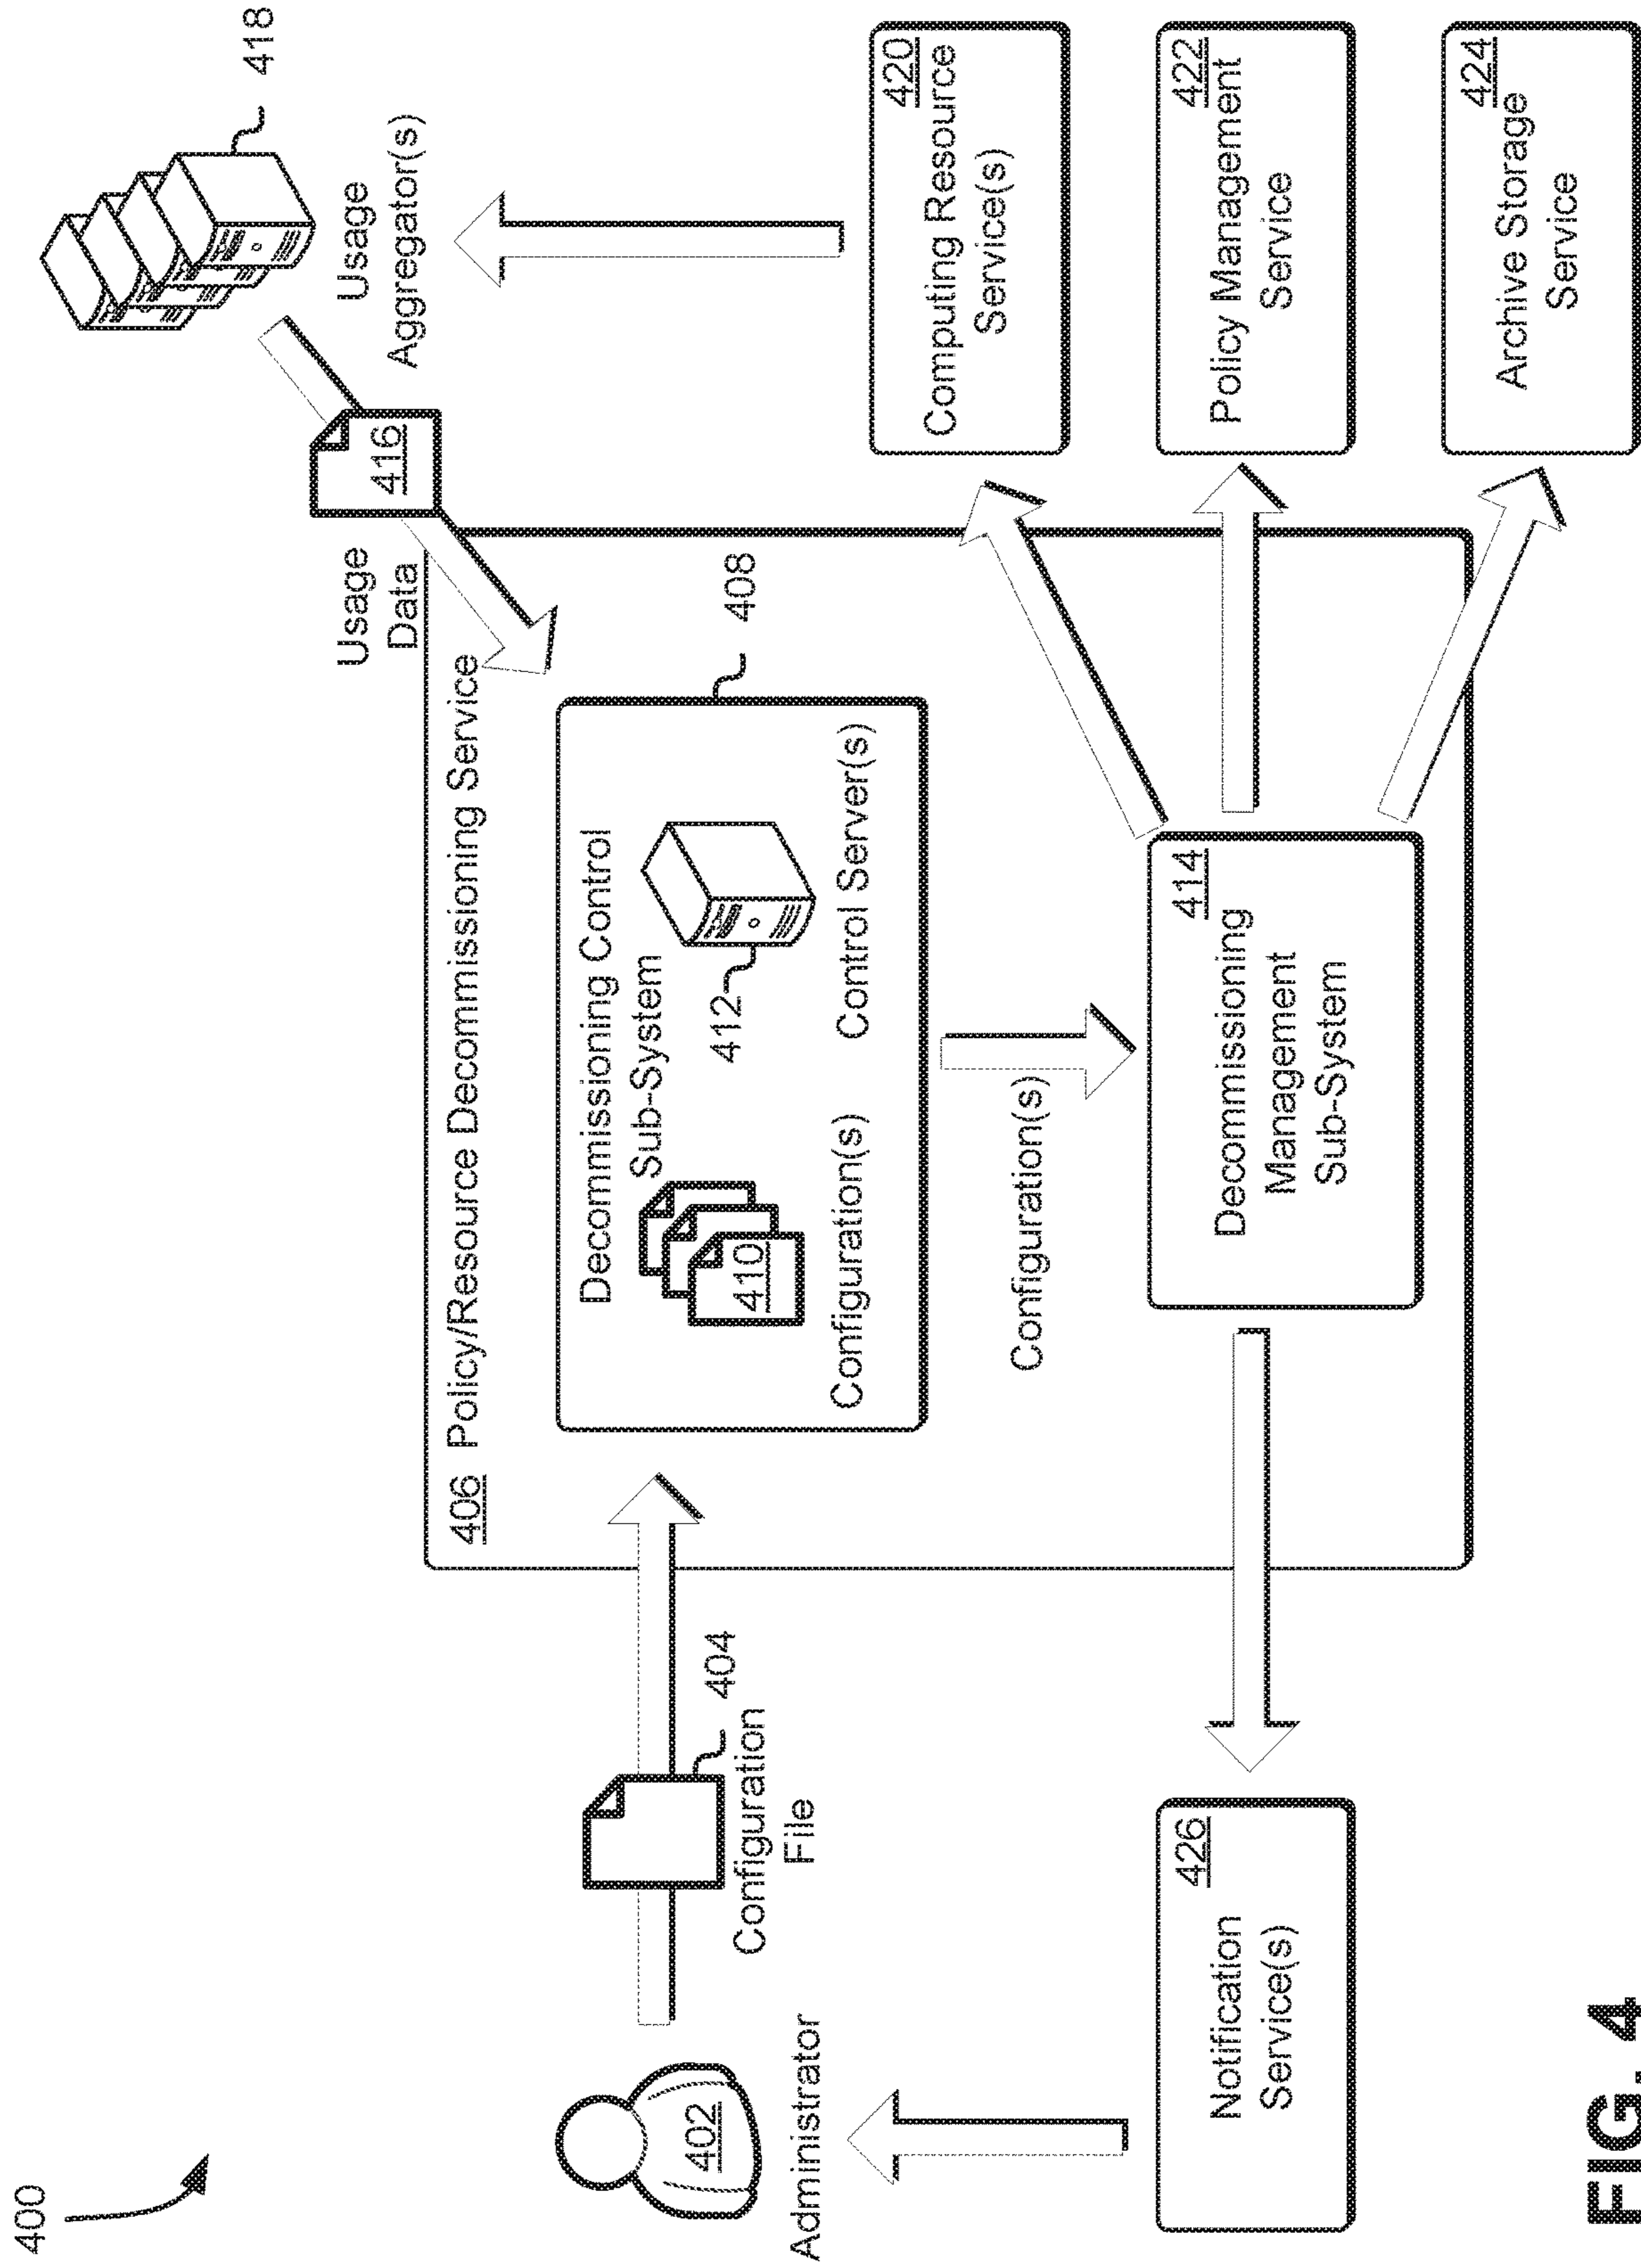 400
402
Administrator
404
Configuration
File
406 Policy/Resource Decommissioning Service
Usage
Data
416
418
Usage
Aggregator(s)
Decommissioning Control
Sub-System
408
410
412
Configuration(s)
Control Server(s)
Configuration(s)
414
Decommissioning
Management
Sub-System
420
Computing Resource
Service(s)
422
Policy Management
Service
424
Archive Storage
Service
426
Notification
Service(s)
FIG. 4